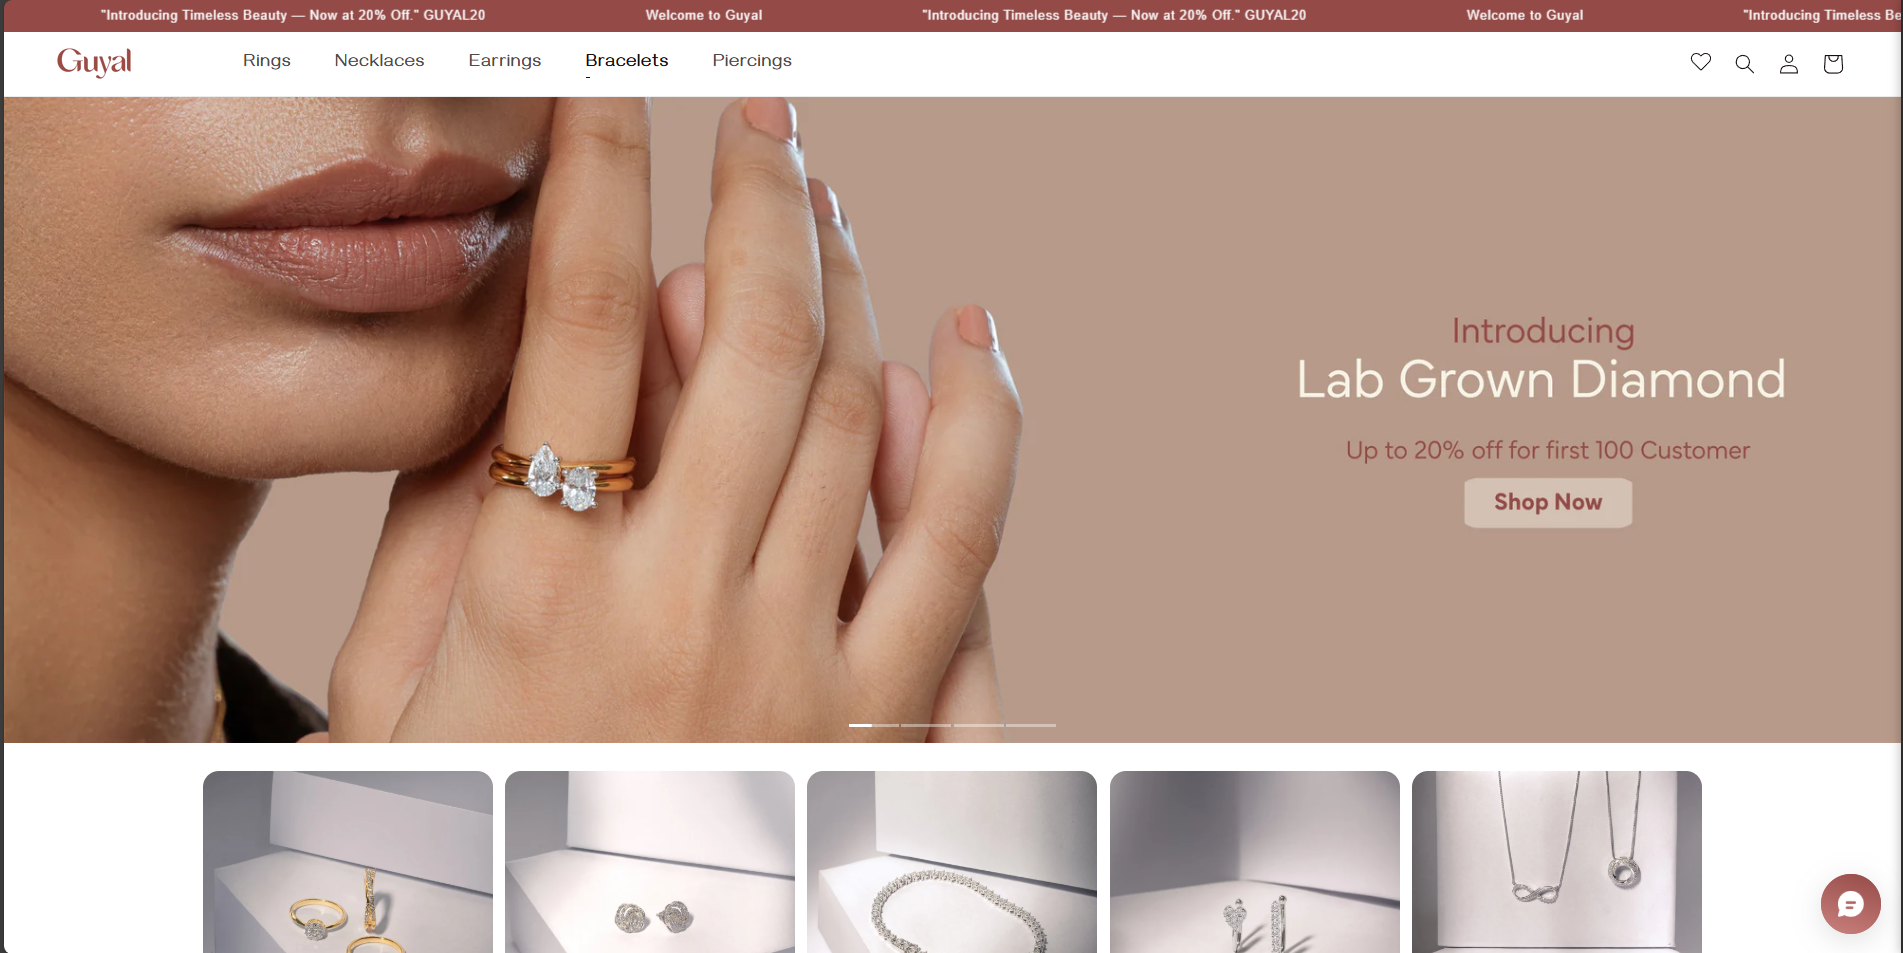 "Introducing Timeless Beauty — Now at 20% Off." GUYAL20 Welcome to Guyal "Introducing Timeless Beauty — Now at 20% Off." GUYAL20 Welcome to Guyal "Introducing Timeless Be
Guyal Rings Necklaces Earrings Bracelets Piercings
Introducing
Lab Grown Diamond
Up to 20% off for first 100 Customer
Shop Now